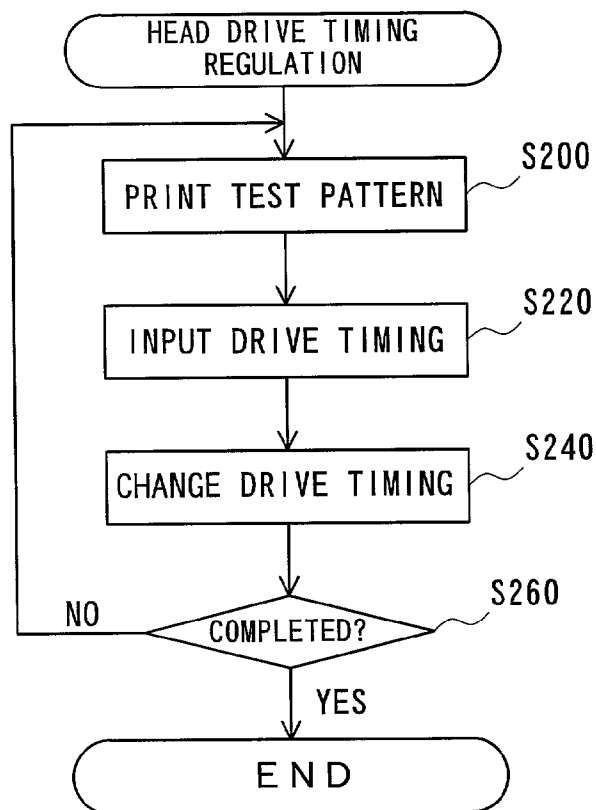 HEAD DRIVE TIMING
REGULATION
S200
PRINT TEST PATTERN
S220
INPUT DRIVE TIMING
S240
CHANGE DRIVE TIMING
S260
NO
COMPLETED?
YES
END